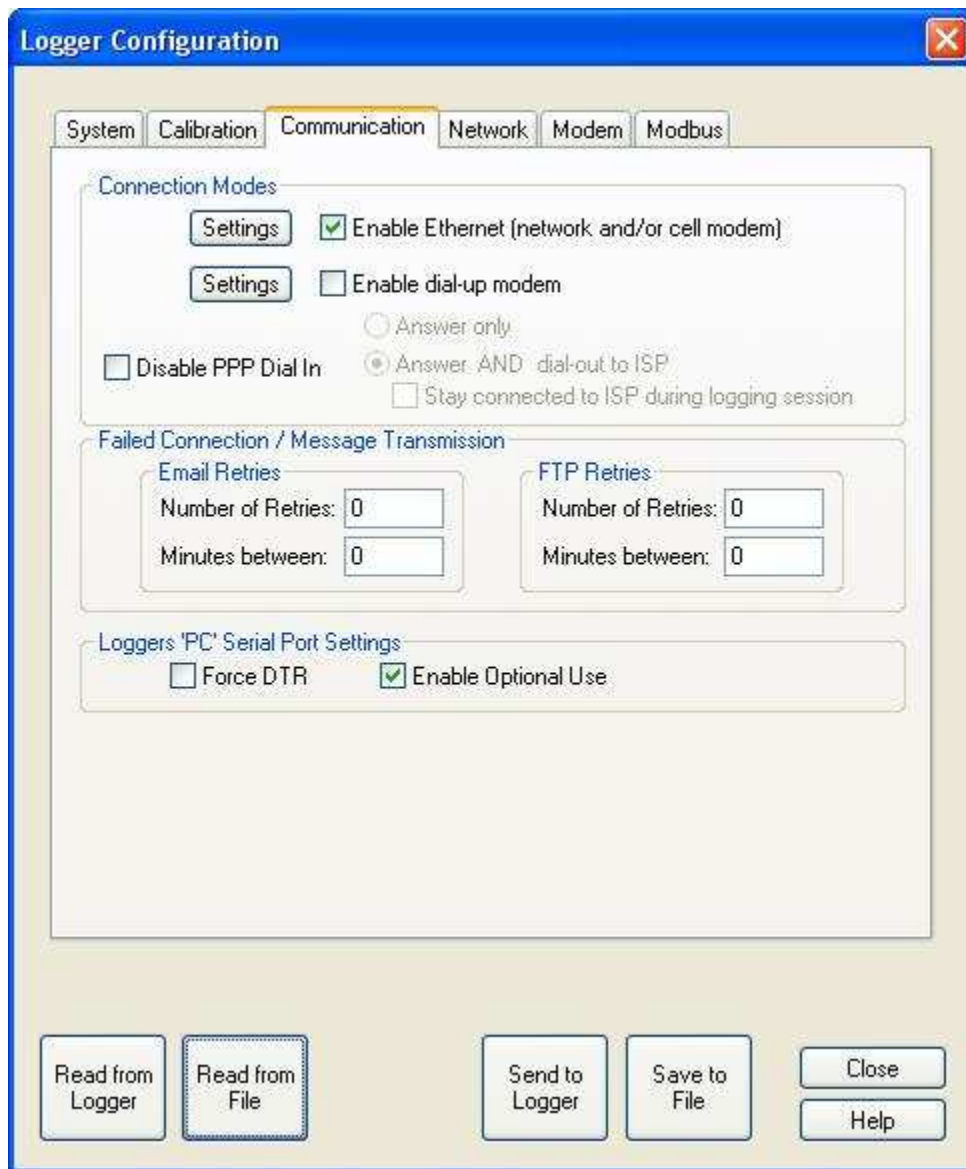 Logger Configuration
System Calibration Communication Network Modem Modbus
Connection Modes
Settings Enable Ethernet (network and/or cell modem)
Settings Enable dial-up modem
Answer only
Disable PPP Dial In Answer AND dial-out to ISP
Stay connected to ISP during logging session
Failed Connection / Message Transmission
Email Retries FTP Retries
Number of Retries: 0 Number of Retries: 0
Minutes between: 0 Minutes between: 0
Loggers 'PC' Serial Port Settings
Force DTR Enable Optional Use
Read from Logger
Read from File
Send to Logger
Save to File
Close
Help